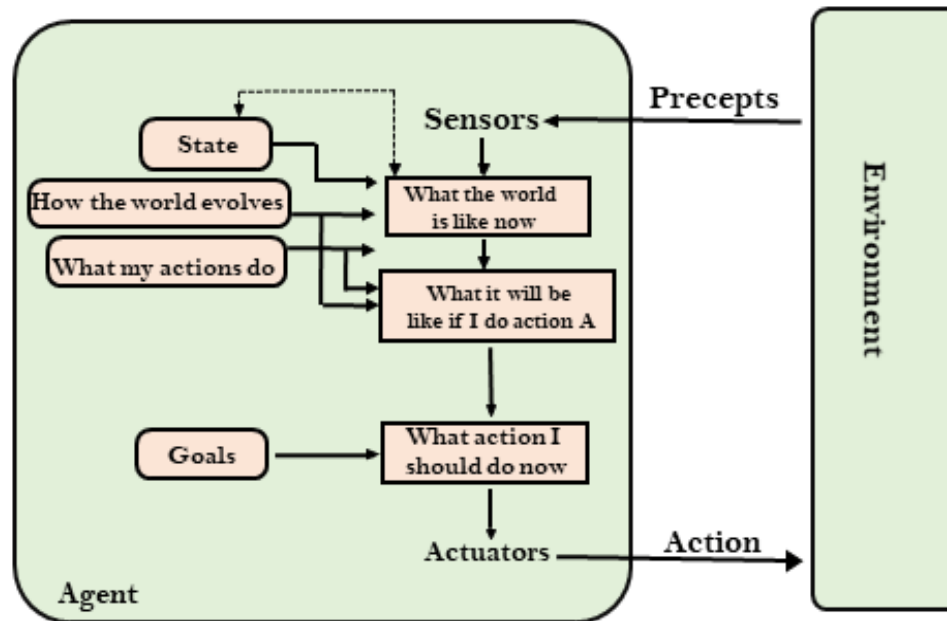 Precepts
Sensors
State
How the world evolves
What the world
is like now
What my actions do
What it will be
like if I do action A
Goals
What action I
should do now
Actuators
Action
Agent
Environment